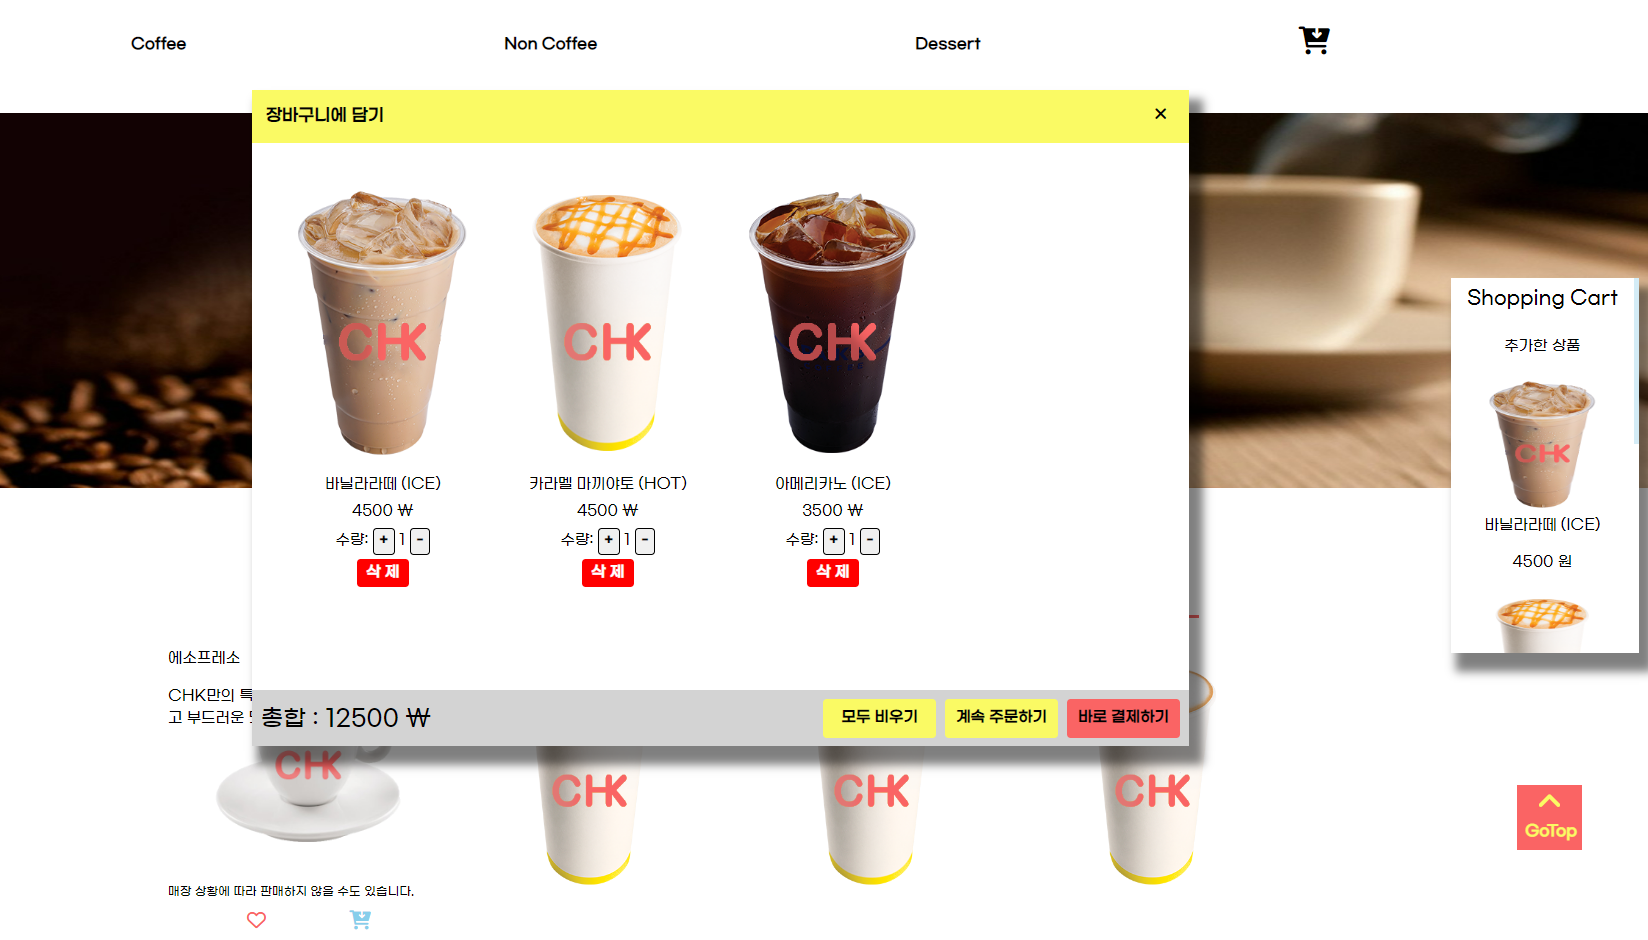 Coffee
Non Coffee
Dessert
장바구니에 담기
×
CHK
CHK
CHK
바닐라라떼 (ICE)
4500 ₩
수량: + 1 -
삭 제
카라멜 마끼야토 (HOT)
4500 ₩
수량: + 1 -
삭 제
아메리카노 (ICE)
3500 ₩
수량: + 1 -
삭 제
총합 : 12500 ₩
모두 비우기
계속 주문하기
바로 결제하기
Shopping Cart
추가한 상품
CHK
바닐라라떼 (ICE)
4500 원
에소프레소
CHK만의 특
고 부드러운
CHK
CHK
CHK
CHK
매장 상황에 따라 판매하지 않을 수도 있습니다.
GoTop